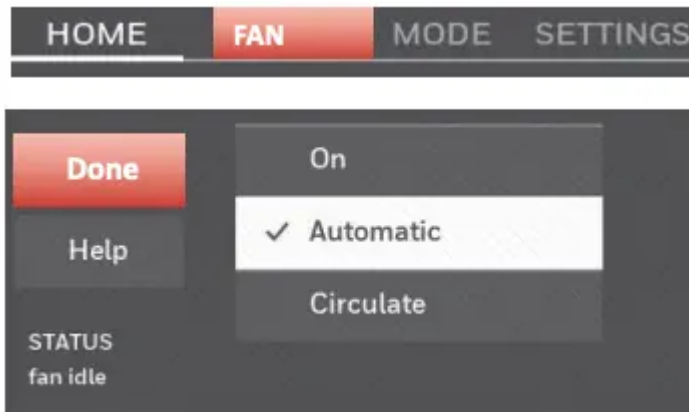 HOME FAN MODE SETTINGS
Done
Help
STATUS
fan idle
On
Automatic
Circulate